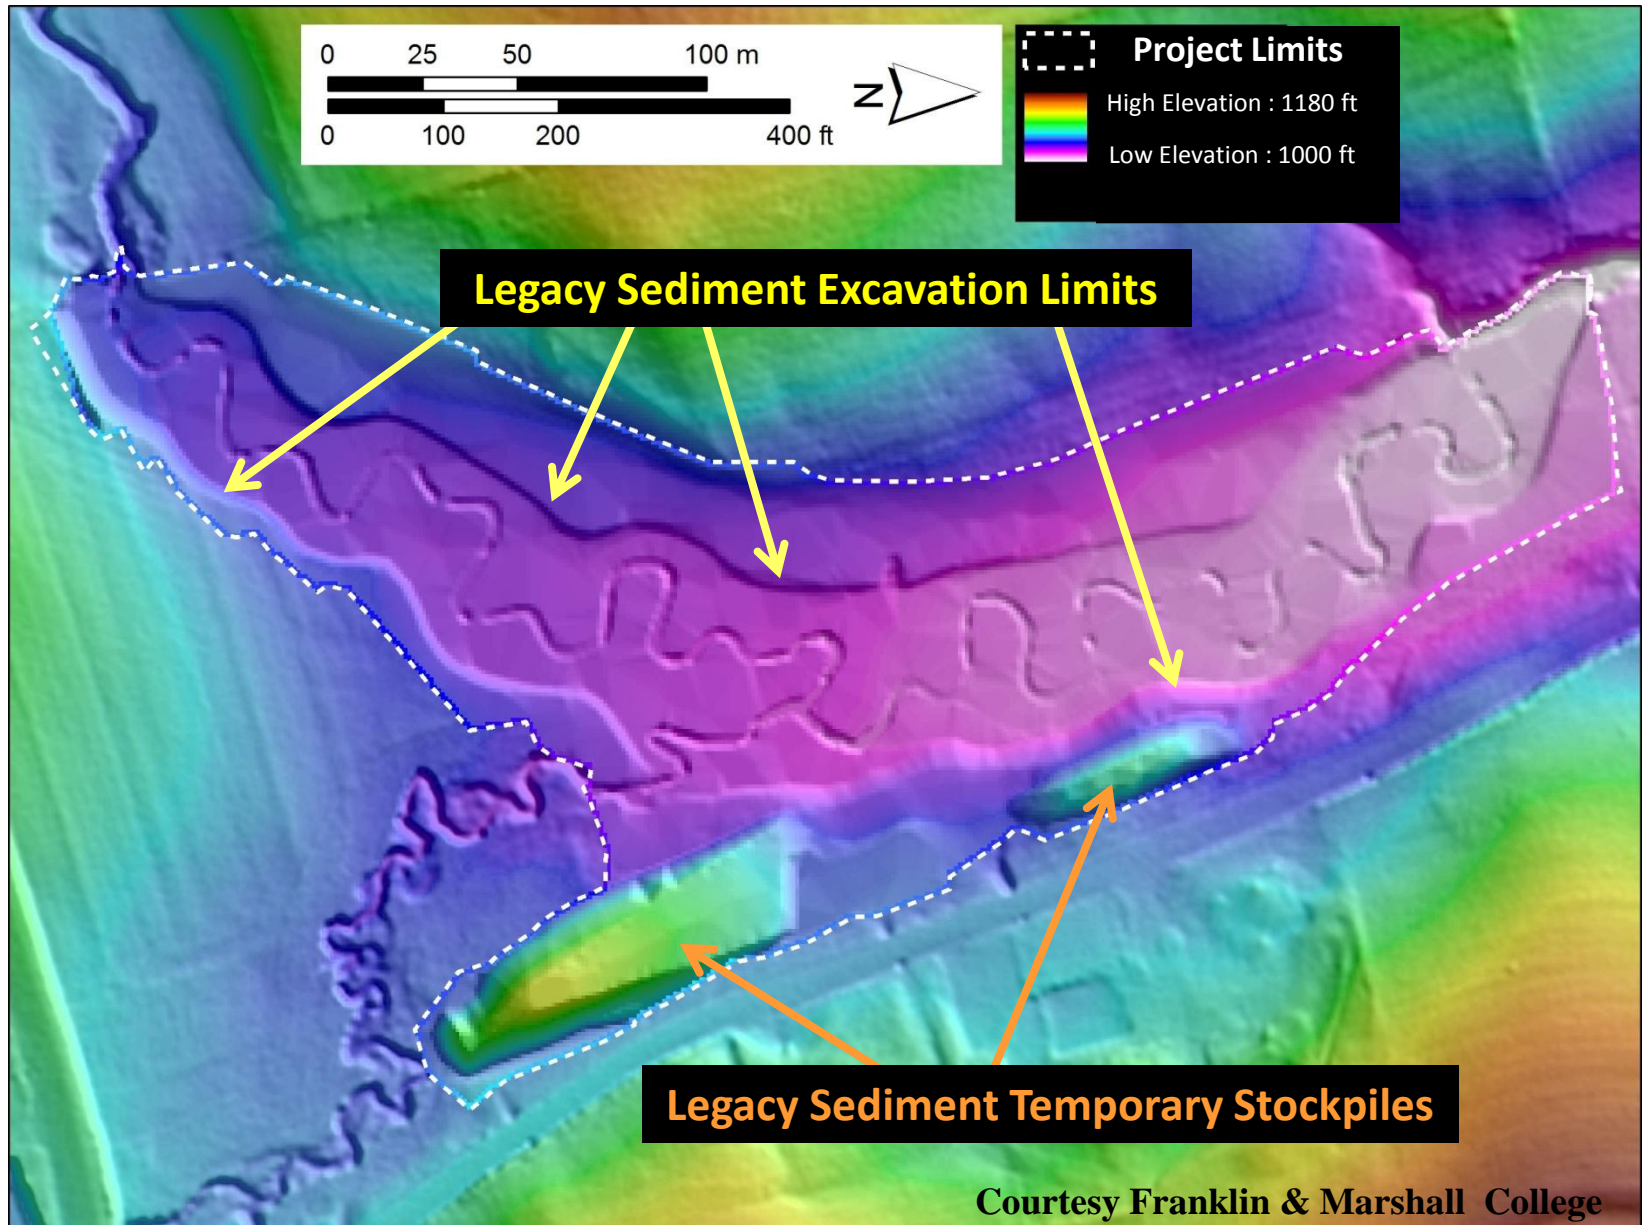 0 25 50 100 m
0 100 200 400 ft
N
Project Limits
High Elevation : 1180 ft
Low Elevation : 1000 ft
Legacy Sediment Excavation Limits
Legacy Sediment Temporary Stockpiles
Courtesy Franklin & Marshall College